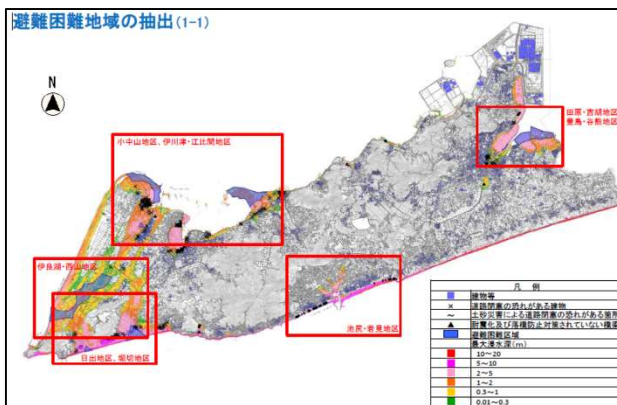 避難困難地域の抽出(1-1)
N
田原・吉胡地区
豊島・谷熊地区
小中山地区、伊川津・江比間地区
伊良湖・西山地区
池尻・若見地区
日出地区、堀切地区
凡 例
建物等
× 道路閉塞の恐れがある建物
~ 土砂災害による道路閉塞の恐れがある箇所
▲ 耐震化及び落橋防止対策されていない橋梁
避難困難区域
最大浸水深(m)
10~20
5~10
2~5
1~2
0.3~1
0.01~0.3